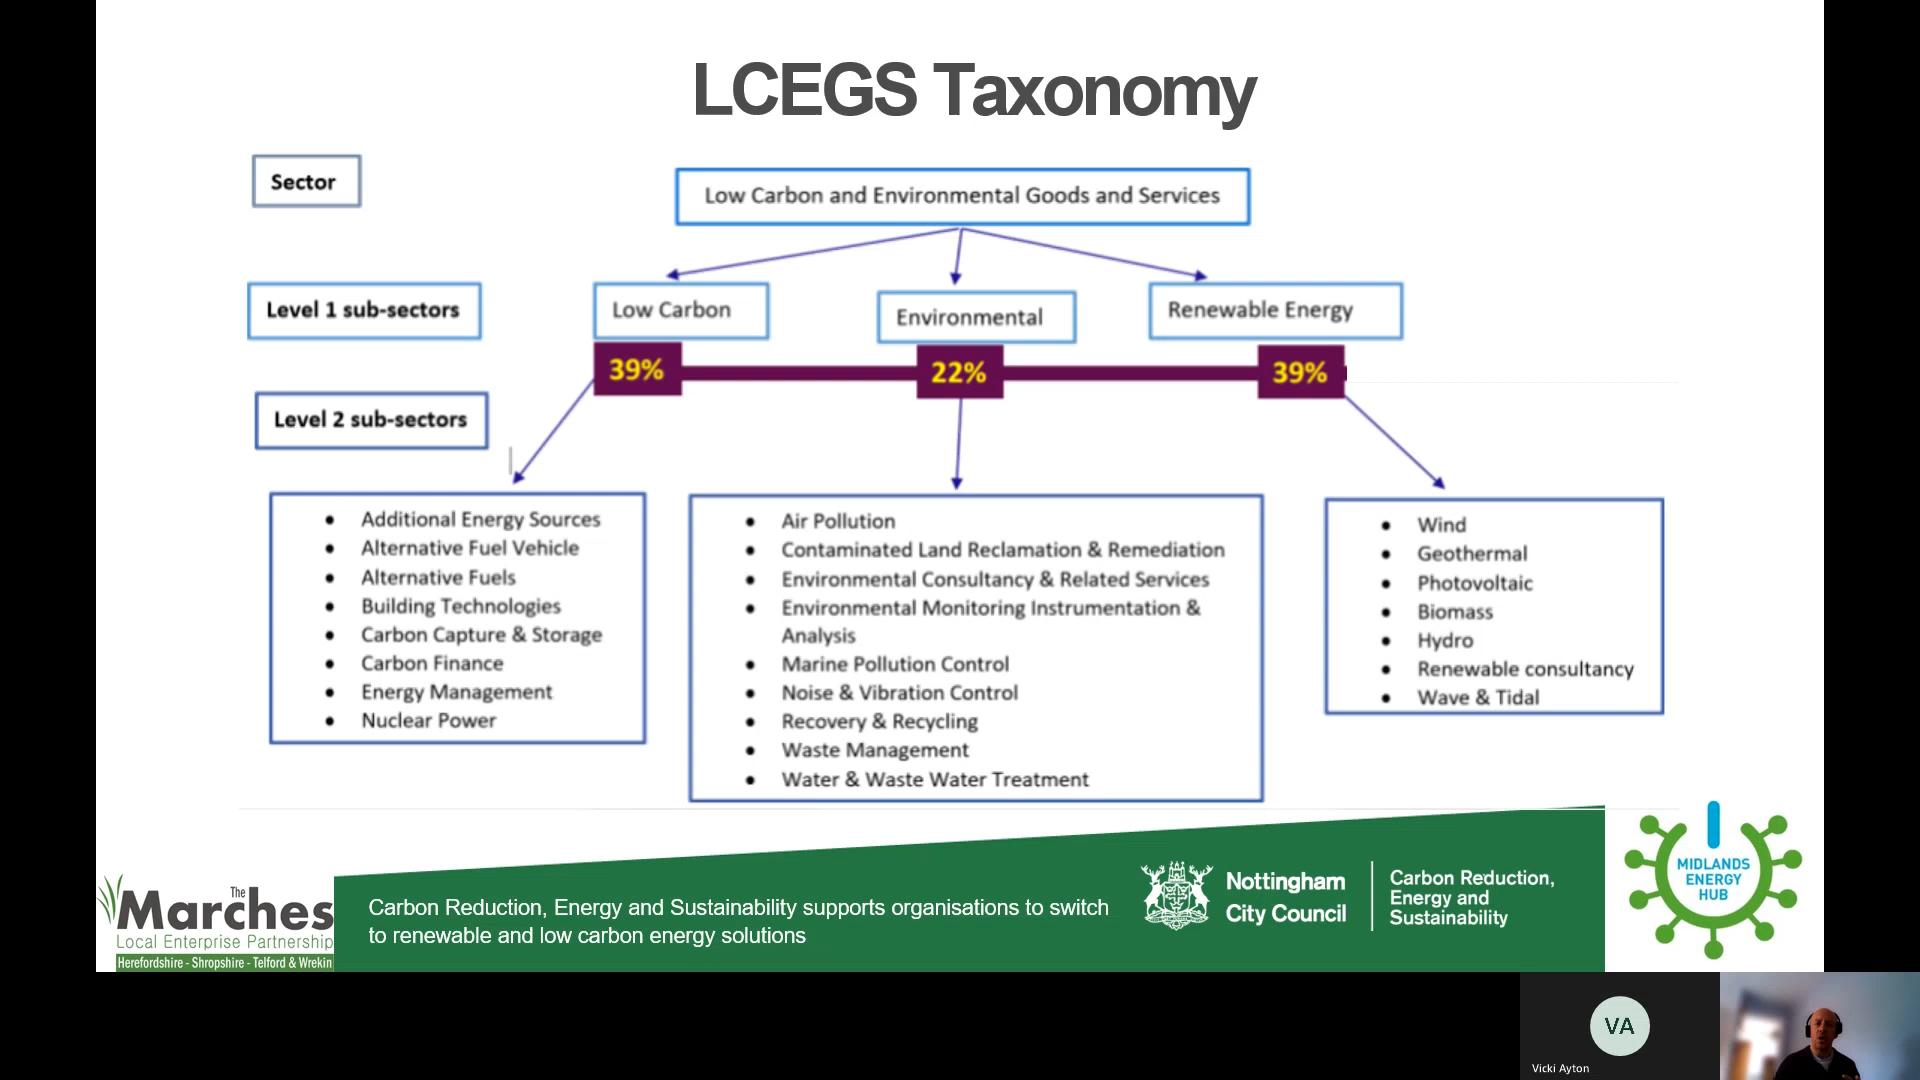 LCEGS Taxonomy
Sector
Low Carbon and Environmental Goods and Services
Level 1 sub-sectors
Low Carbon
Environmental
Renewable Energy
39%
22%
39%
Level 2 sub-sectors
Additional Energy Sources
Alternative Fuel Vehicle
Alternative Fuels
Building Technologies
Carbon Capture & Storage
Carbon Finance
Energy Management
Nuclear Power
Air Pollution
Contaminated Land Reclamation & Remediation
Environmental Consultancy & Related Services
Environmental Monitoring Instrumentation &
Analysis
Marine Pollution Control
Noise & Vibration Control
Recovery & Recycling
Waste Management
Water & Waste Water Treatment
Wind
Geothermal
Photovoltaic
Biomass
Hydro
Renewable consultancy
Wave & Tidal
The
Marches
Local Enterprise Partnership
Herefordshire - Shropshire - Telford & Wrekin
Carbon Reduction, Energy and Sustainability supports organisations to switch
to renewable and low carbon energy solutions
Nottingham
City Council
Carbon Reduction,
Energy and
Sustainability
MIDLANDS
ENERGY
HUB
VA
Vicki Ayton